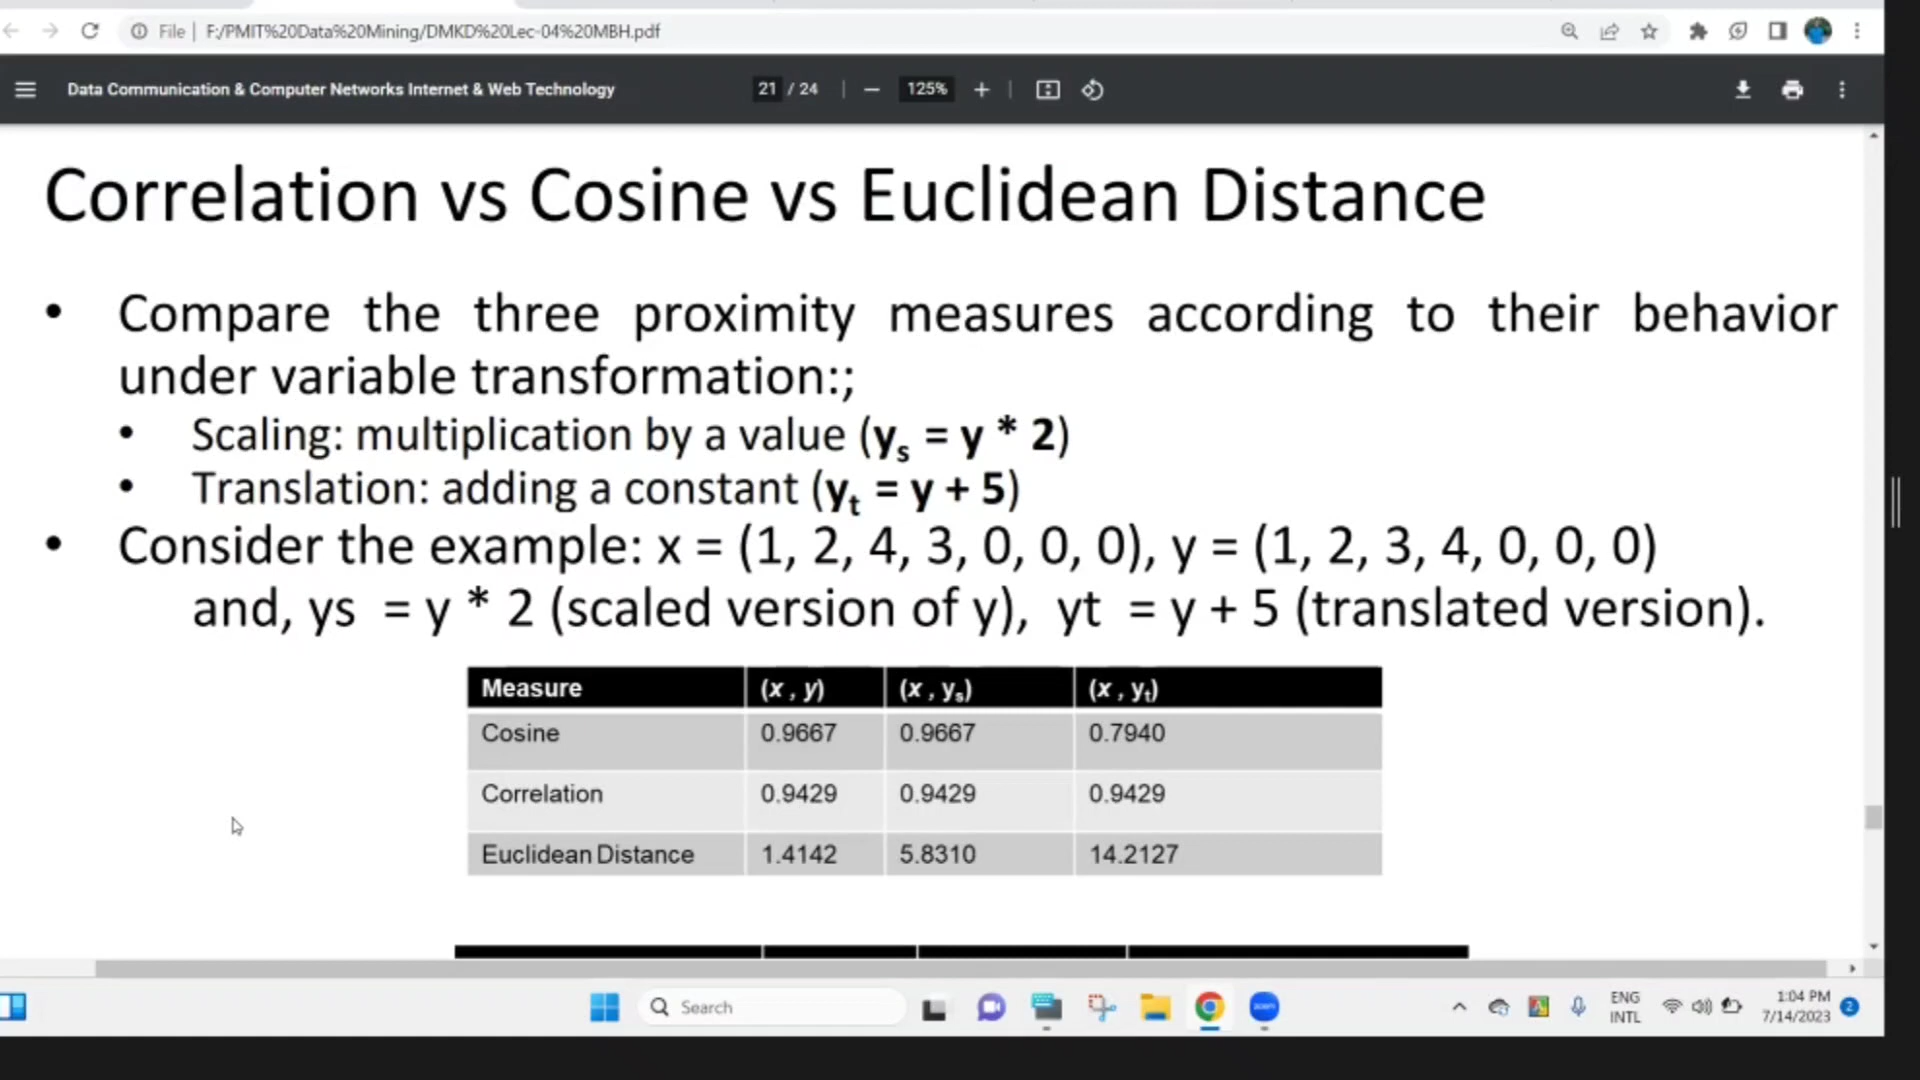 File | F:/PMIT%20Data%20Mining/DMKD%20Lec-04%20MBH.pdf
Data Communication & Computer Networks Internet & Web Technology 21 / 24 | − 125% + |
Correlation vs Cosine vs Euclidean Distance
• Compare the three proximity measures according to their behavior
under variable transformation:;
• Scaling: multiplication by a value (ys = y * 2)
• Translation: adding a constant (yt = y + 5)
• Consider the example: x = (1, 2, 4, 3, 0, 0, 0), y = (1, 2, 3, 4, 0, 0, 0)
and, ys = y * 2 (scaled version of y), yt = y + 5 (translated version).
Measure (x , y) (x , ys) (x , yt)
Cosine 0.9667 0.9667 0.7940
Correlation 0.9429 0.9429 0.9429
Euclidean Distance 1.4142 5.8310 14.2127
Search
zoom
ENG
INTL
1:04 PM
7/14/2023
2